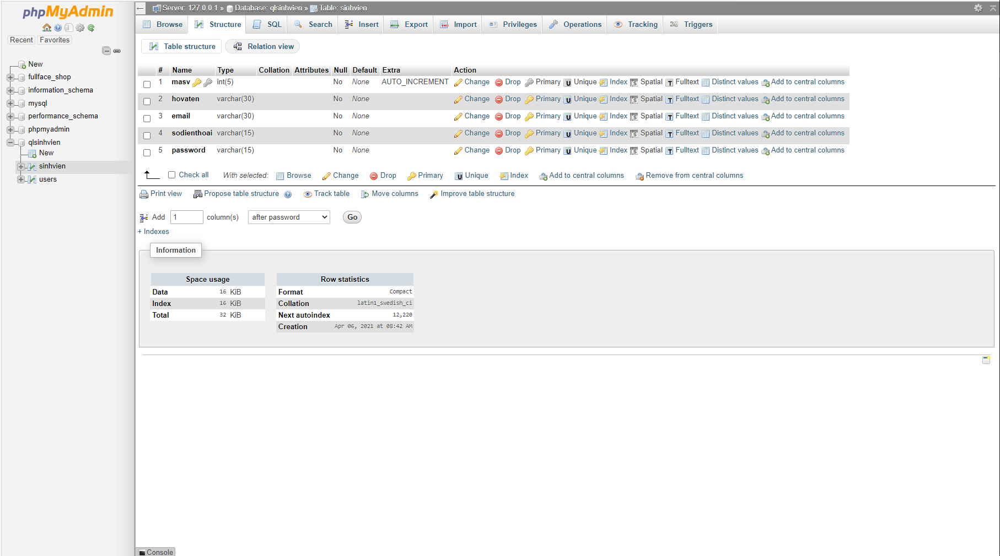 phpMyAdmin
Recent Favorites
New
fullface_shop
information_schema
mysql
performance_schema
phpmyadmin
qlsinhvien
New
sinhvien
users
Server: 127.0.0.1 » Database: qlsinhvien » Table: sinhvien
Browse Structure SQL Search Insert Export Import Privileges Operations Tracking Triggers
Table structure Relation view
# Name Type Collation Attributes Null Default Extra Action
1 masv int(5) No None AUTO_INCREMENT Change Drop Primary Unique Index Spatial Fulltext Distinct values Add to central columns
2 hovaten varchar(30) No None Change Drop Primary Unique Index Spatial Fulltext Distinct values Add to central columns
3 email varchar(30) No None Change Drop Primary Unique Index Spatial Fulltext Distinct values Add to central columns
4 sodienthoai varchar(15) No None Change Drop Primary Unique Index Spatial Fulltext Distinct values Add to central columns
5 password varchar(15) No None Change Drop Primary Unique Index Spatial Fulltext Distinct values Add to central columns
Check all With selected: Browse Change Drop Primary Unique Index Add to central columns Remove from central columns
Print view Propose table structure Track table Move columns Improve table structure
Add 1 column(s) after password Go
+ Indexes
Information
Space usage
Data 16 KiB
Index 16 KiB
Total 32 KiB
Row statistics
Format Compact
Collation latin1_swedish_ci
Next autoindex 12,220
Creation Apr 06, 2021 at 08:42 AM
Console